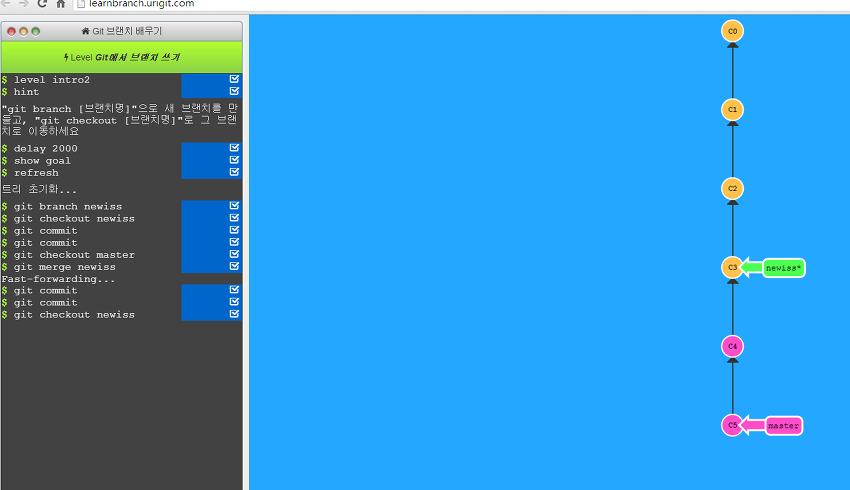 learnbranch.urigit.com
Git 브랜치 배우기
Level Git에서 브랜치 쓰기
$ level intro2
$ hint
"git branch [브랜치명]"으로 새 브랜치를 만
들고, "git checkout [브랜치명]"로 그 브랜
치로 이동하세요
$ delay 2000
$ show goal
$ refresh
트리 초기화...
$ git branch newiss
$ git checkout newiss
$ git commit
$ git commit
$ git checkout master
$ git merge newiss
Fast-forwarding...
$ git commit
$ git commit
$ git checkout newiss
C0
C1
C2
C3 newiss*
C4
C5 master